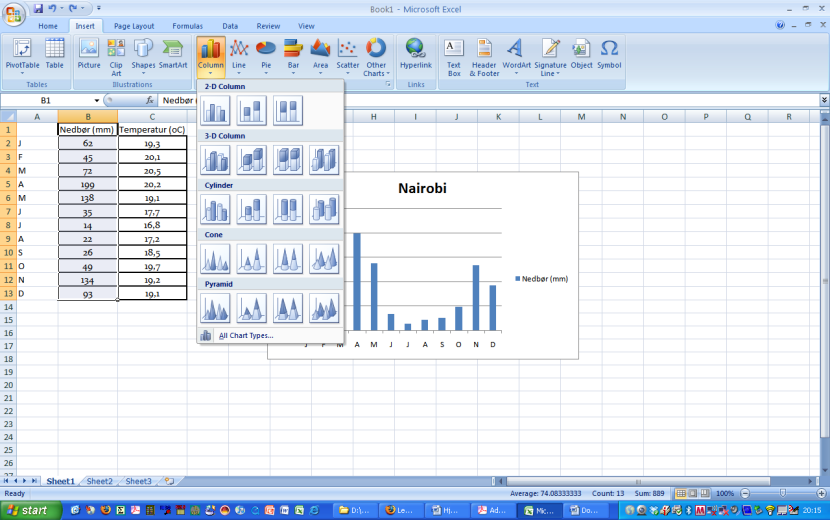 Book1 - Microsoft Excel
Home Insert Page Layout Formulas Data Review View
PivotTable Table Picture Clip Art Shapes SmartArt Column Line Pie Bar Area Scatter Other Charts Hyperlink Text Box Header & Footer WordArt Signature Line Object Symbol
Tables Illustrations Links Text
B1 fx Nedbør
2-D Column
3-D Column
Cylinder
Cone
Pyramid
All Chart Types...
A B C H I J K L M N O P Q R
1 Nedbør (mm) Temperatur (oC)
2 J 62 19,3
3 F 45 20,1
4 M 72 20,5
5 A 199 20,2
6 M 138 19,1
7 J 35 17,7
8 J 14 16,8
9 A 22 17,2
10 S 26 18,5
11 O 49 19,7
12 N 134 19,2
13 D 93 19,1
14
15
16
17
18
19
20
21
22
23
24
25
26
Nairobi
Nedbør (mm)
A M J J A S O N D
Sheet1 Sheet2 Sheet3
Ready Average: 74.08333333 Count: 13 Sum: 889 100%
start D:\... Le... Hj... Ad... Mic... Do... 20:15